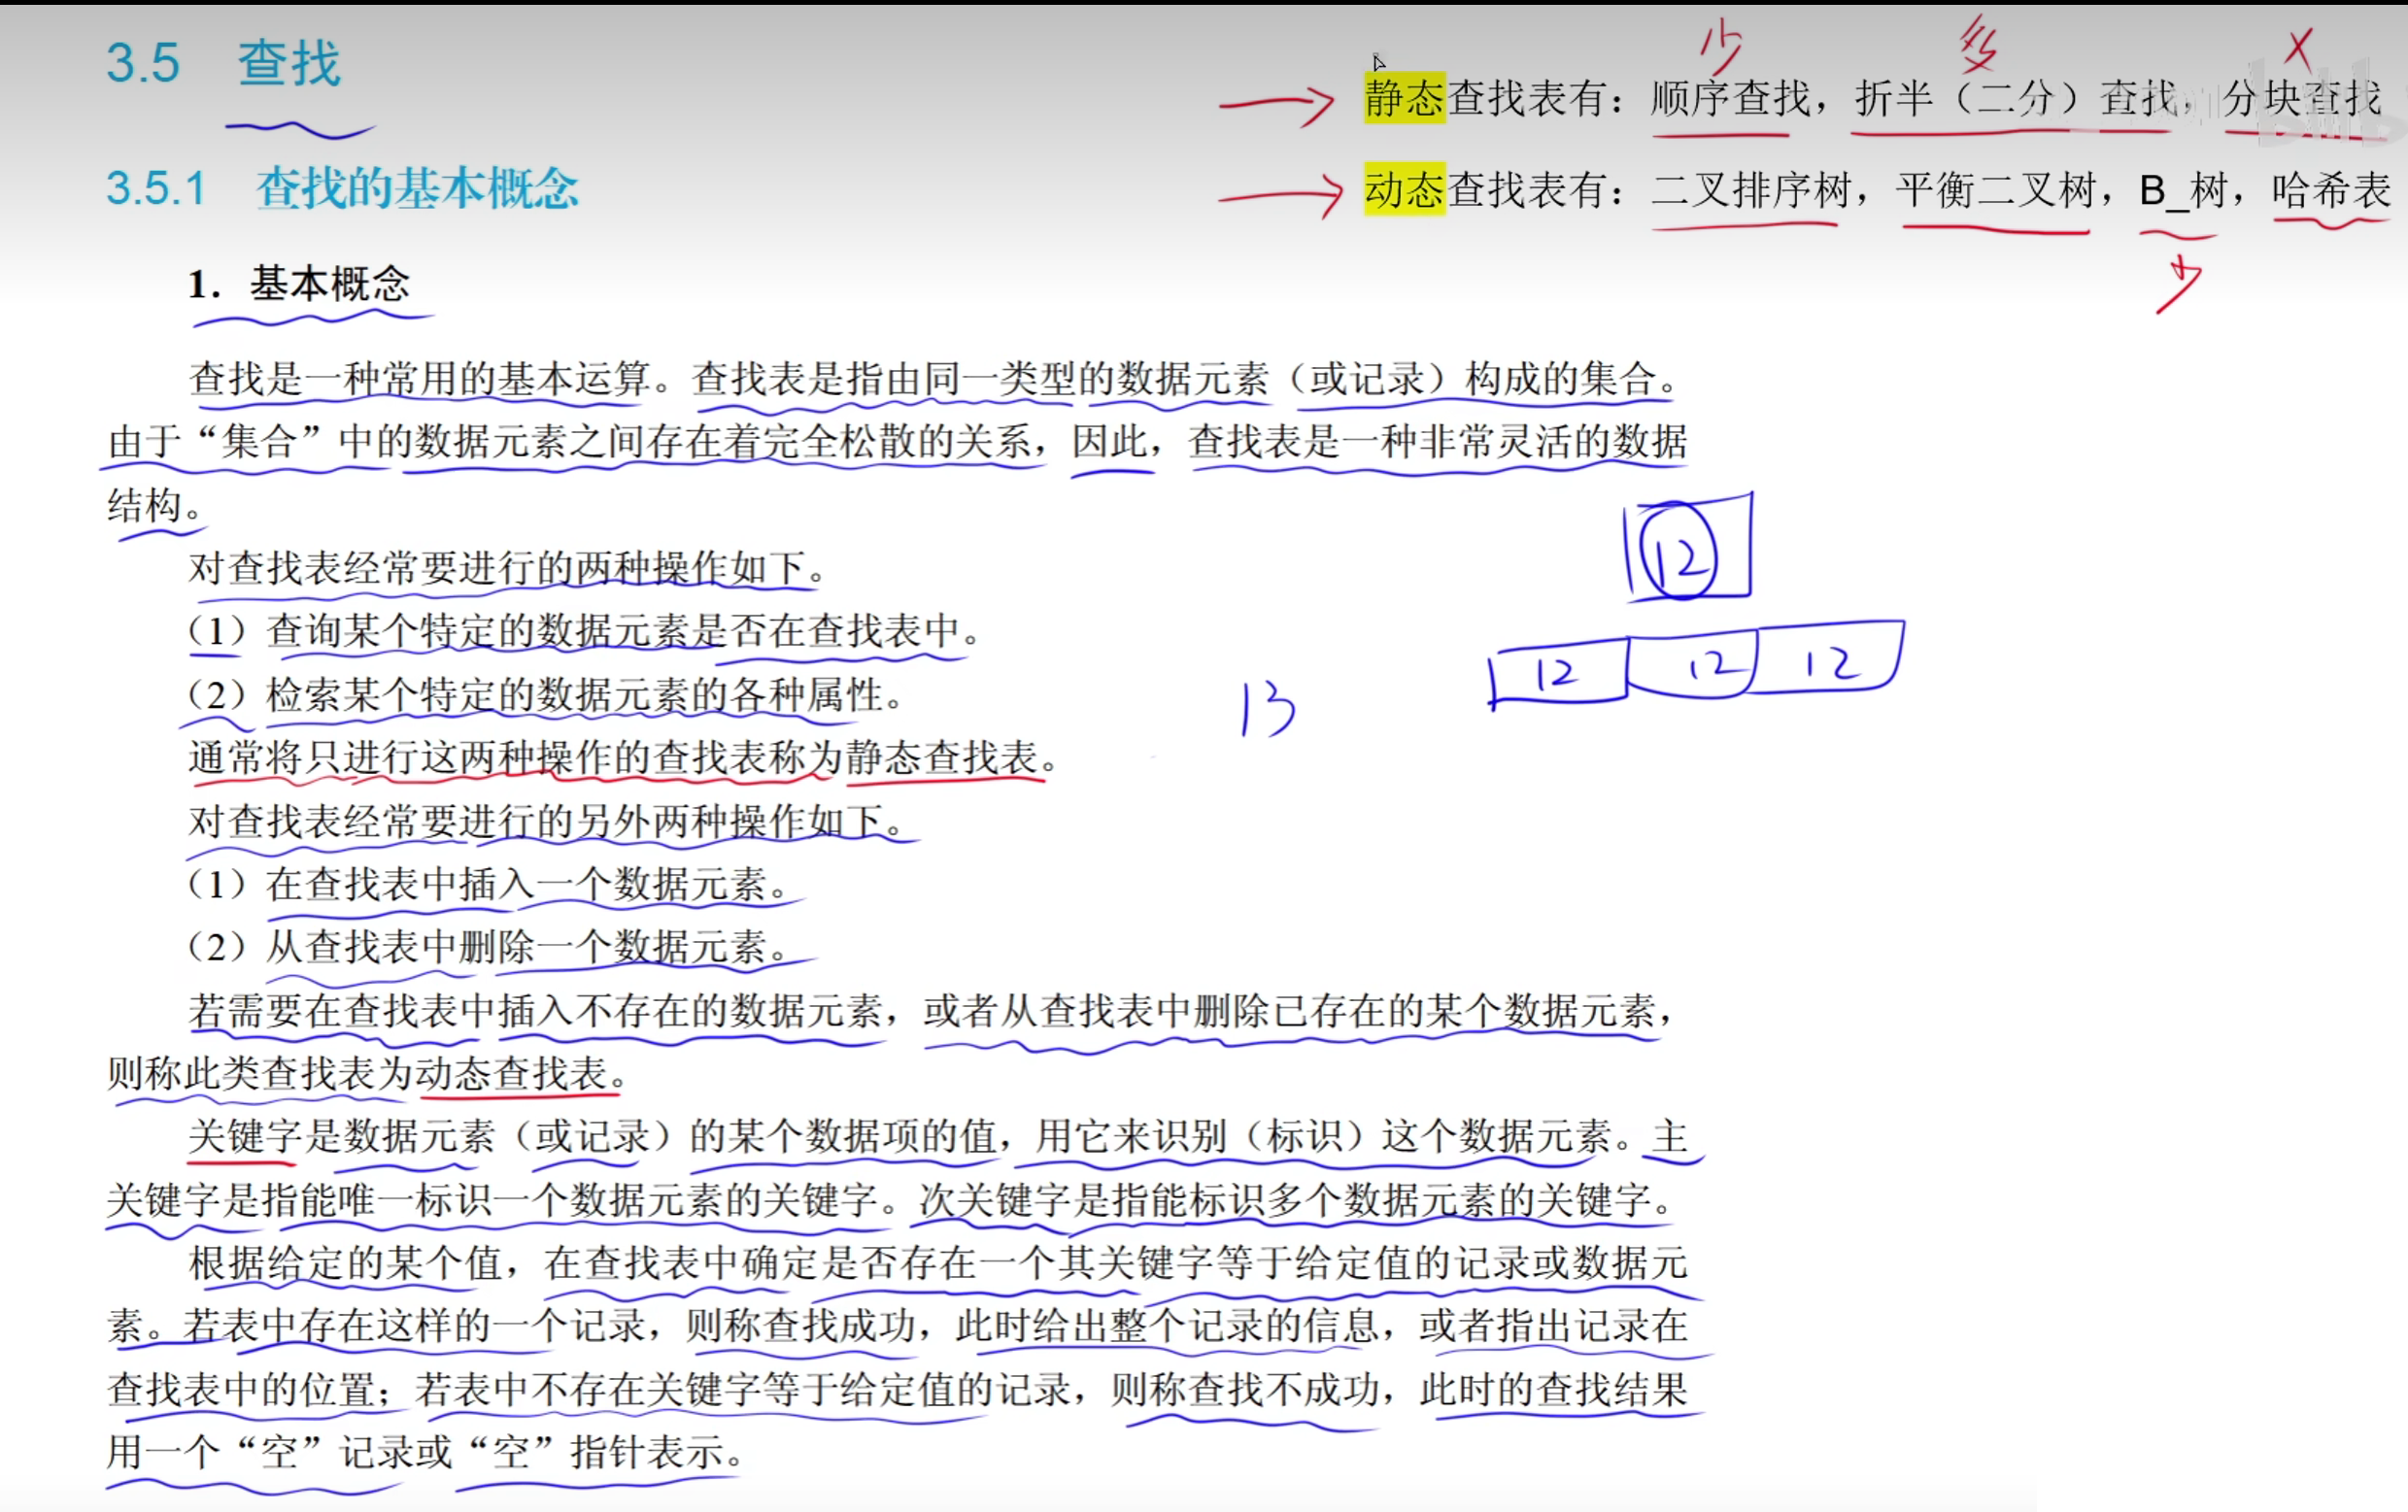 3.5 查找
少 多 X
静态查找表有：顺序查找，折半（二分）查找，分块查找
3.5.1 查找的基本概念
动态查找表有：二叉排序树，平衡二叉树，B_树，哈希表
少
1. 基本概念
查找是一种常用的基本运算。查找表是指由同一类型的数据元素（或记录）构成的集合。
由于“集合”中的数据元素之间存在着完全松散的关系，因此，查找表是一种非常灵活的数据
结构。
12
对查找表经常要进行的两种操作如下。
（1）查询某个特定的数据元素是否在查找表中。
12 12 12
（2）检索某个特定的数据元素的各种属性。
13
通常将只进行这两种操作的查找表称为静态查找表。
对查找表经常要进行的另外两种操作如下。
（1）在查找表中插入一个数据元素。
（2）从查找表中删除一个数据元素。
若需要在查找表中插入不存在的数据元素，或者从查找表中删除已存在的某个数据元素，
则称此类查找表为动态查找表。
关键字是数据元素（或记录）的某个数据项的值，用它来识别（标识）这个数据元素。主
关键字是指能唯一标识一个数据元素的关键字。次关键字是指能标识多个数据元素的关键字。
根据给定的某个值，在查找表中确定是否存在一个其关键字等于给定值的记录或数据元
素。若表中存在这样的一个记录，则称查找成功，此时给出整个记录的信息，或者指出记录在
查找表中的位置；若表中不存在关键字等于给定值的记录，则称查找不成功，此时的查找结果
用一个“空”记录或“空”指针表示。